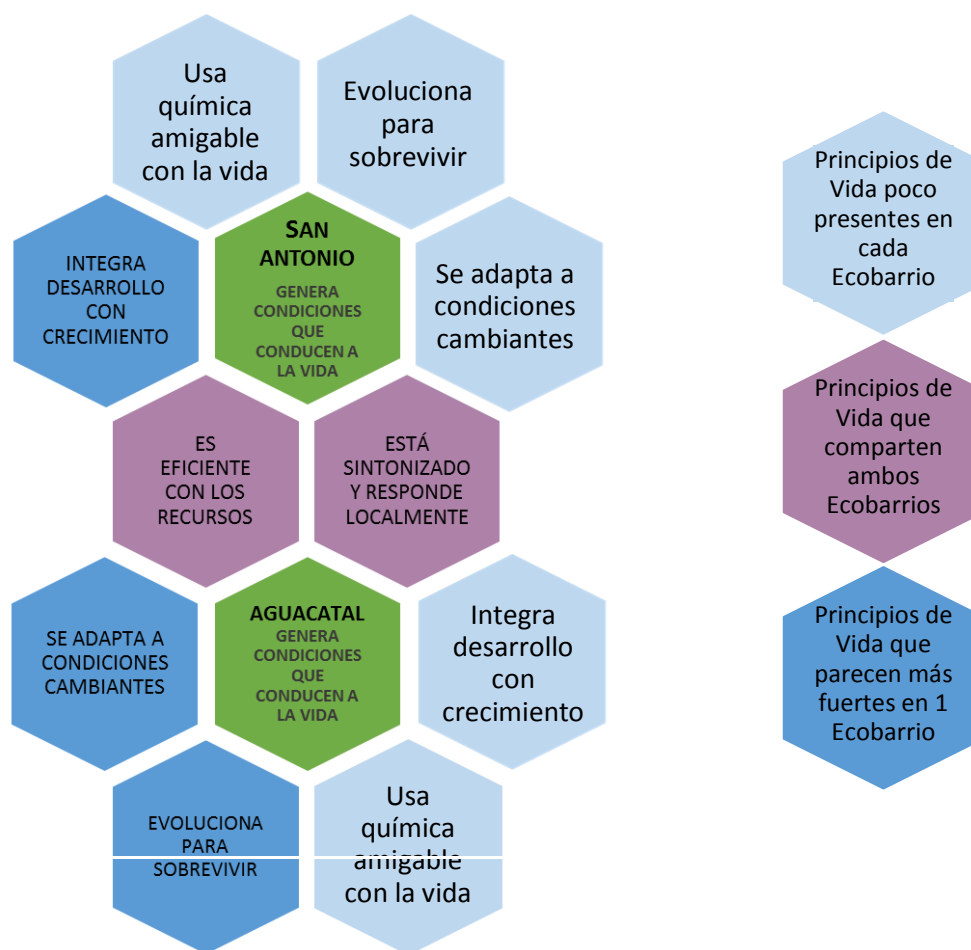 Usa
química
amigable
con la vida
Evoluciona
para
sobrevivir
INTEGRA
DESARROLLO
CON
CRECIMIENTO
SAN
ANTONIO
GENERA
CONDICIONES
QUE
CONDUCEN A
LA VIDA
Se adapta a
condiciones
cambiantes
ES
EFICIENTE
CON LOS
RECURSOS
ESTÁ
SINTONIZADO
Y RESPONDE
LOCALMENTE
SE ADAPTA A
CONDICIONES
CAMBIANTES
AGUACATAL
GENERA
CONDICIONES
QUE
CONDUCEN A
LA VIDA
Integra
desarrollo
con
crecimiento
EVOLUCIONA
PARA
SOBREVIVIR
Usa
química
amigable
con la vida
Principios de
Vida poco
presentes en
cada
Ecobarrio
Principios de
Vida que
comparten
ambos
Ecobarrios
Principios de
Vida que
parecen más
fuertes en 1
Ecobarrio